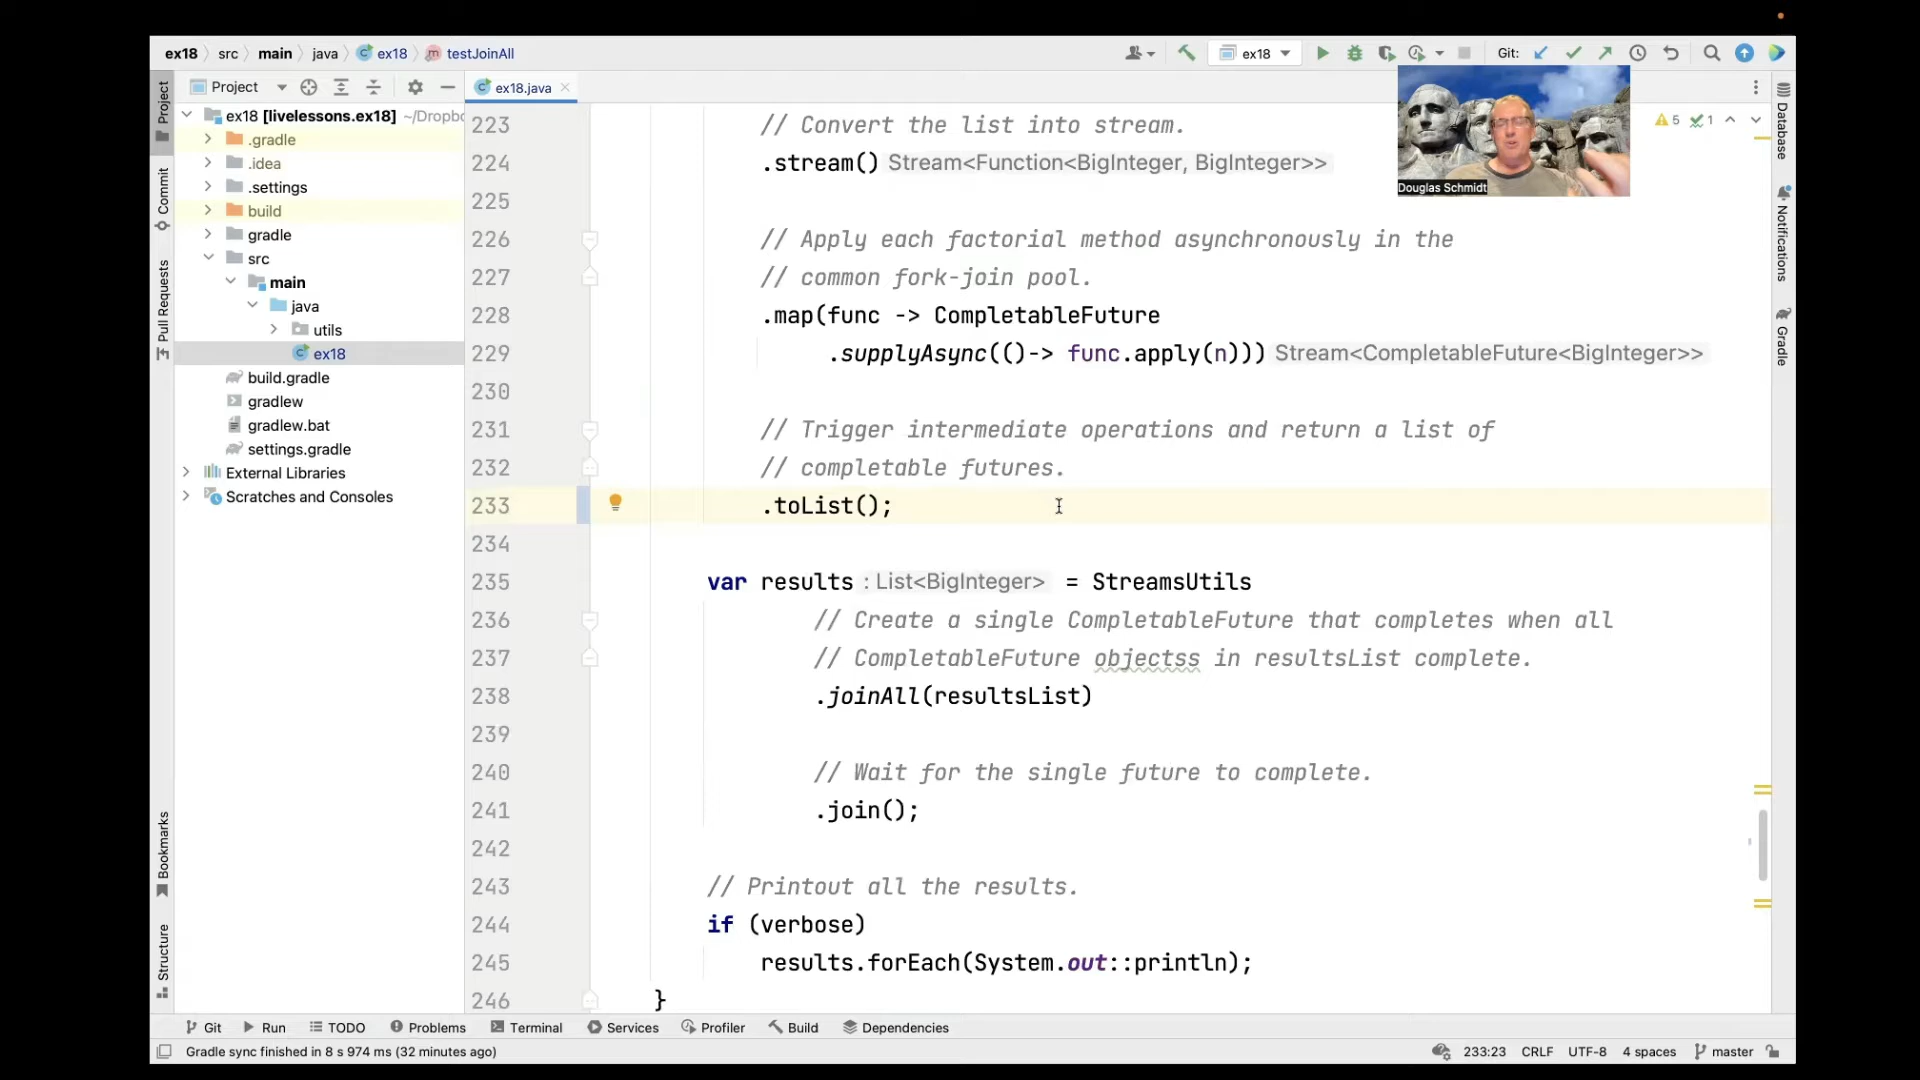 ex18 〉 src 〉 main 〉 java 〉 ex18 〉 testJoinAll
ex18
Git:
Project
ex18.java
ex18 [livelessons.ex18] ~/Dropbo
.gradle
.idea
.settings
build
gradle
src
main
java
utils
ex18
build.gradle
gradlew
gradlew.bat
settings.gradle
External Libraries
Scratches and Consoles
Project
Commit
Pull Requests
Bookmarks
Structure
223 // Convert the list into stream.
224 .stream() Stream<Function<BigInteger, BigInteger>>
225
226 // Apply each factorial method asynchronously in the
227 // common fork-join pool.
228 .map(func -> CompletableFuture
229 .supplyAsync(()-> func.apply(n))) Stream<CompletableFuture<BigInteger>>
230
231 // Trigger intermediate operations and return a list of
232 // completable futures.
233 .toList();
234
235 var results : List<BigInteger> = StreamsUtils
236 // Create a single CompletableFuture that completes when all
237 // CompletableFuture objectss in resultsList complete.
238 .joinAll(resultsList)
239
240 // Wait for the single future to complete.
241 .join();
242
243 // Printout all the results.
244 if (verbose)
245 results.forEach(System.out::println);
246 }
Douglas Schmidt
5 1
Database
Notifications
Gradle
Git Run TODO Problems Terminal Services Profiler Build Dependencies
Gradle sync finished in 8 s 974 ms (32 minutes ago)
233:23 CRLF UTF-8 4 spaces master